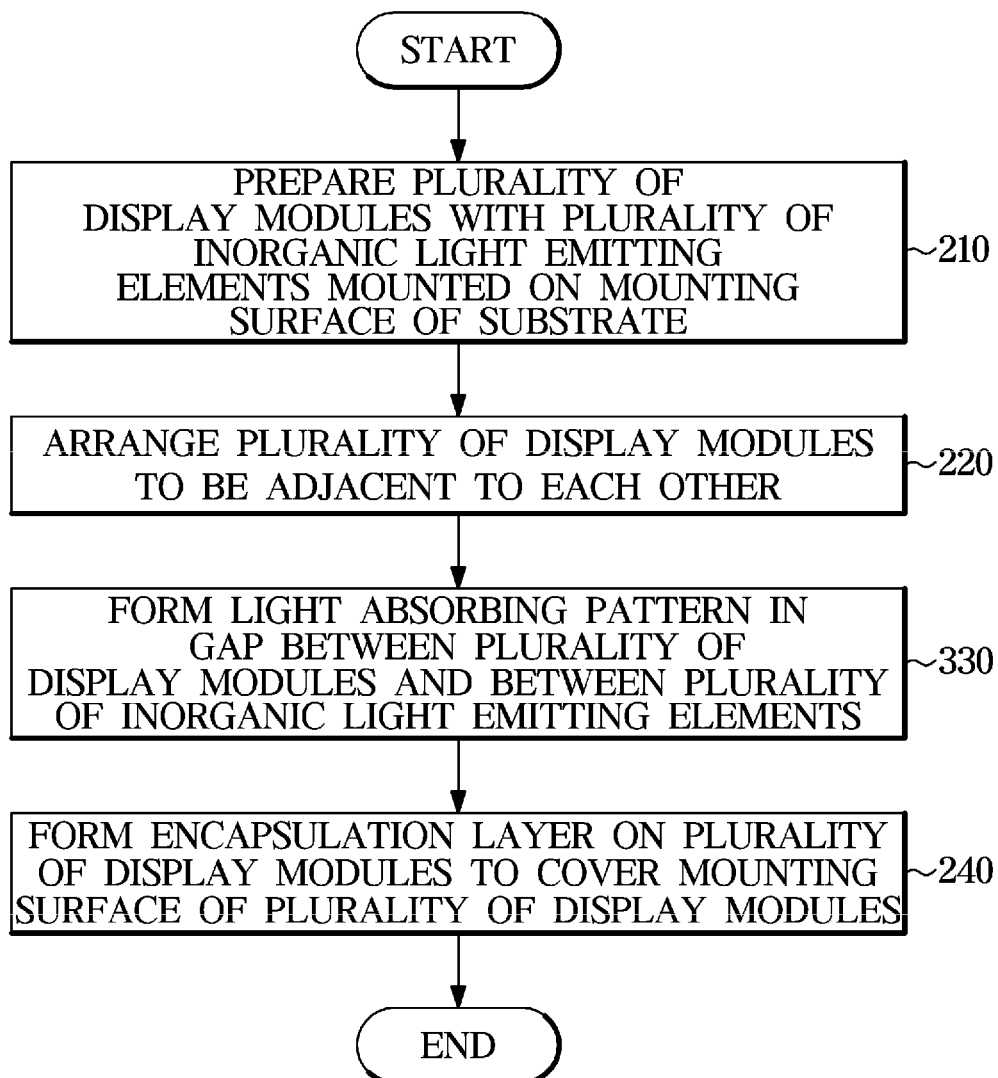 START
PREPARE PLURALITY OF
DISPLAY MODULES WITH PLURALITY OF
INORGANIC LIGHT EMITTING
ELEMENTS MOUNTED ON MOUNTING
SURFACE OF SUBSTRATE
210
ARRANGE PLURALITY OF DISPLAY MODULES
TO BE ADJACENT TO EACH OTHER
220
FORM LIGHT ABSORBING PATTERN IN
GAP BETWEEN PLURALITY OF
DISPLAY MODULES AND BETWEEN PLURALITY
OF INORGANIC LIGHT EMITTING ELEMENTS
330
FORM ENCAPSULATION LAYER ON PLURALITY
OF DISPLAY MODULES TO COVER MOUNTING
SURFACE OF PLURALITY OF DISPLAY MODULES
240
END